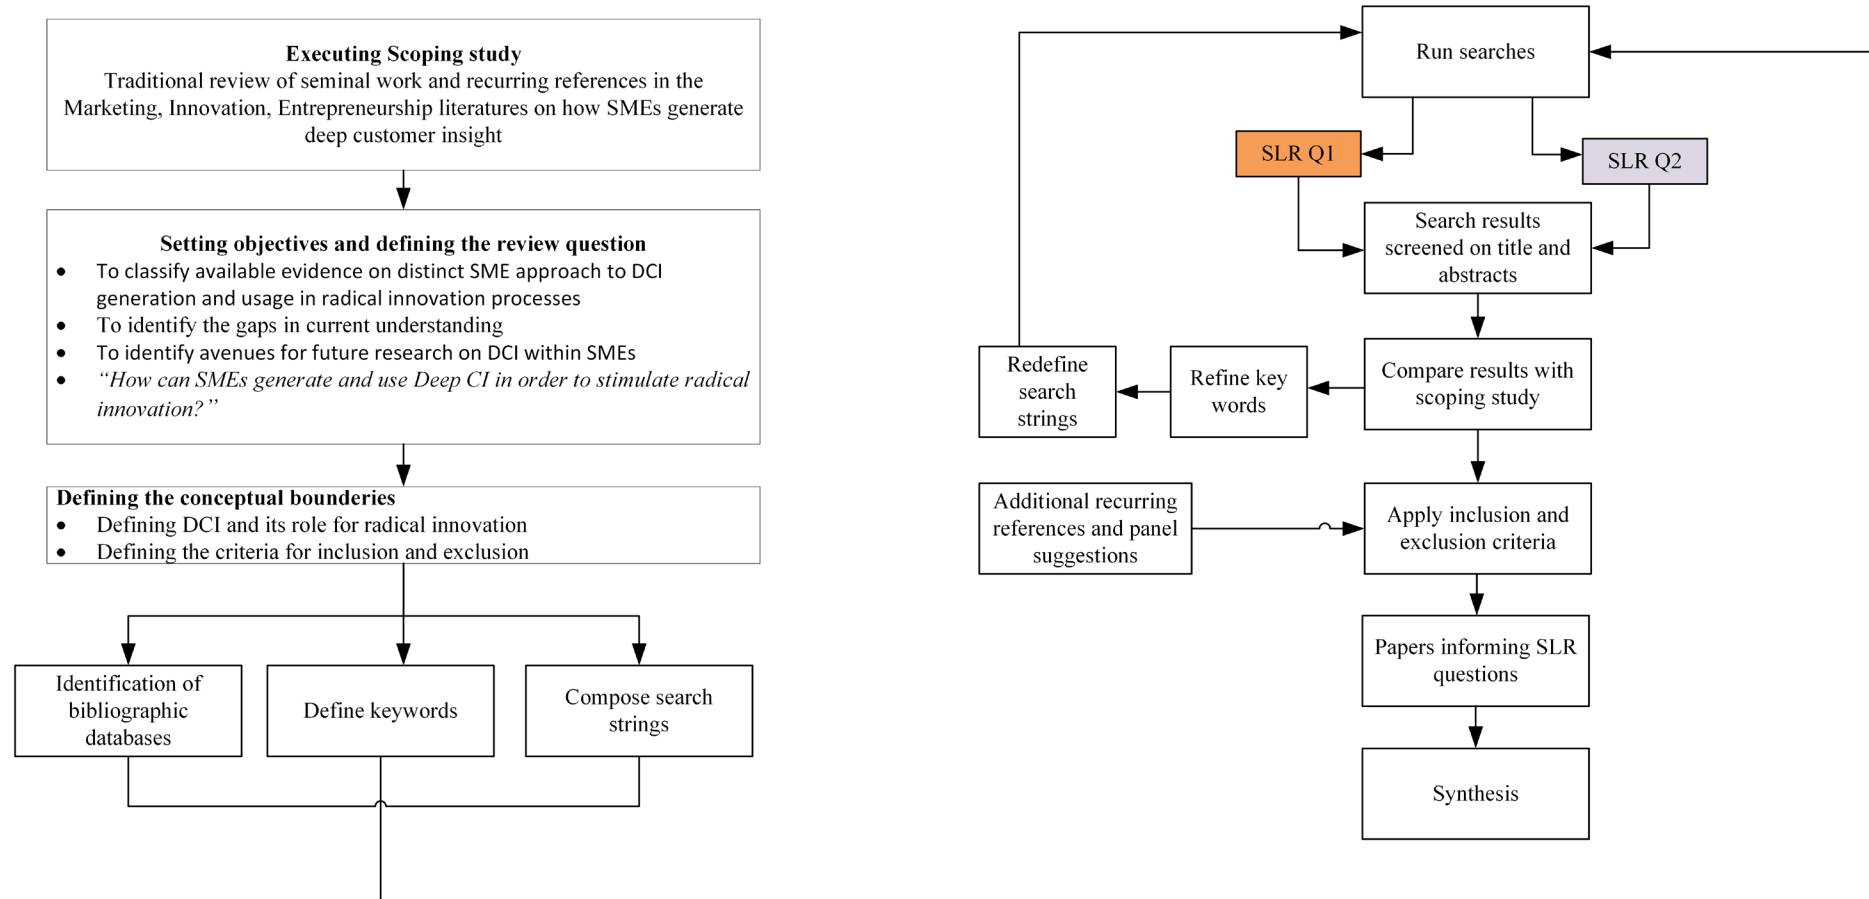 Executing Scoping study
Traditional review of seminal work and recurring references in the
Marketing, Innovation, Entrepreneurship literatures on how SMEs generate
deep customer insight
Setting objectives and defining the review question
• To classify available evidence on distinct SME approach to DCI
generation and usage in radical innovation processes
• To identify the gaps in current understanding
• To identify avenues for future research on DCI within SMEs
• “How can SMEs generate and use Deep CI in order to stimulate radical
innovation?”
Defining the conceptual bounderies
• Defining DCI and its role for radical innovation
• Defining the criteria for inclusion and exclusion
Identification of
bibliographic
databases
Define keywords
Compose search
strings
Run searches
SLR Q1
SLR Q2
Search results
screened on title and
abstracts
Compare results with
scoping study
Refine key
words
Redefine
search
strings
Additional recurring
references and panel
suggestions
Apply inclusion and
exclusion criteria
Papers informing SLR
questions
Synthesis